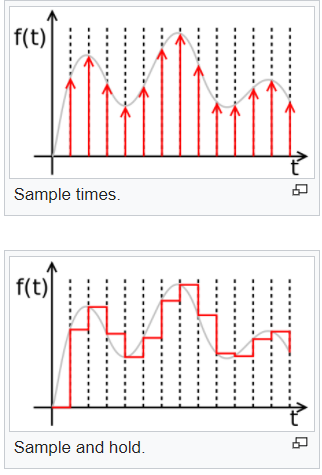 f(t)
t
Sample times.
f(t)
t
Sample and hold.